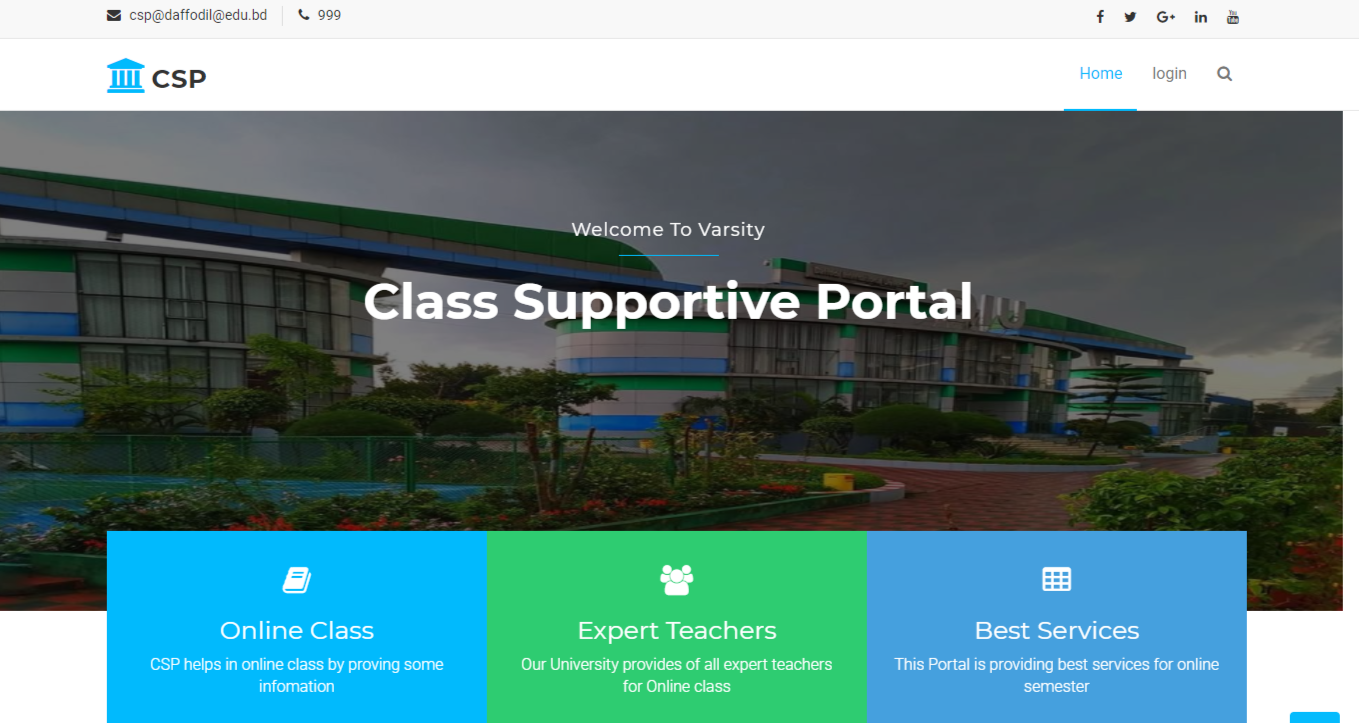 csp@daffodil@edu.bd 999
CSP
Home login
Welcome To Varsity
Class Supportive Portal
Online Class
CSP helps in online class by proving some
infomation
Expert Teachers
Our University provides of all expert teachers
for Online class
Best Services
This Portal is providing best services for online
semester